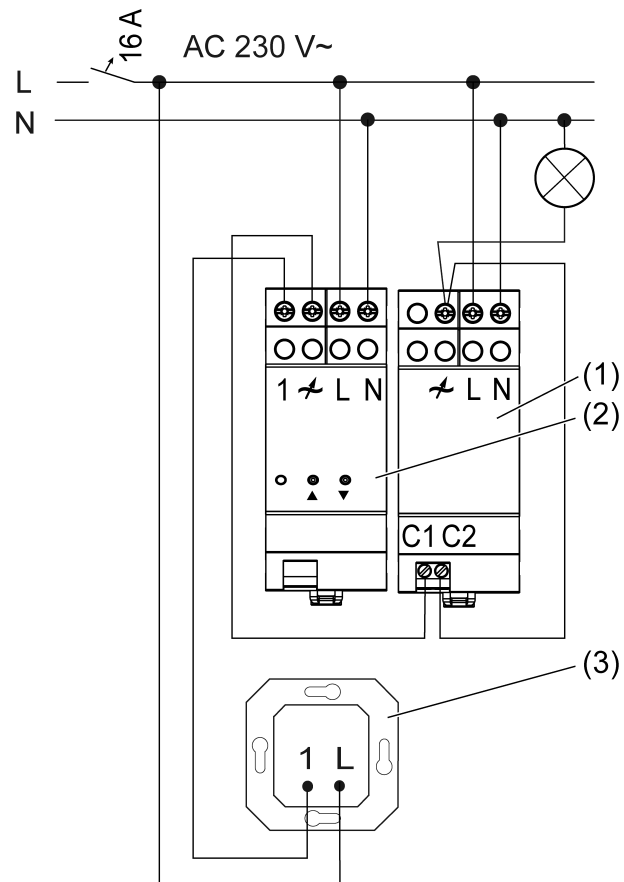 16 A
AC 230 V~
L
N
1 L N
L N
(1)
(2)
▲ ▼
C1 C2
(3)
1 L